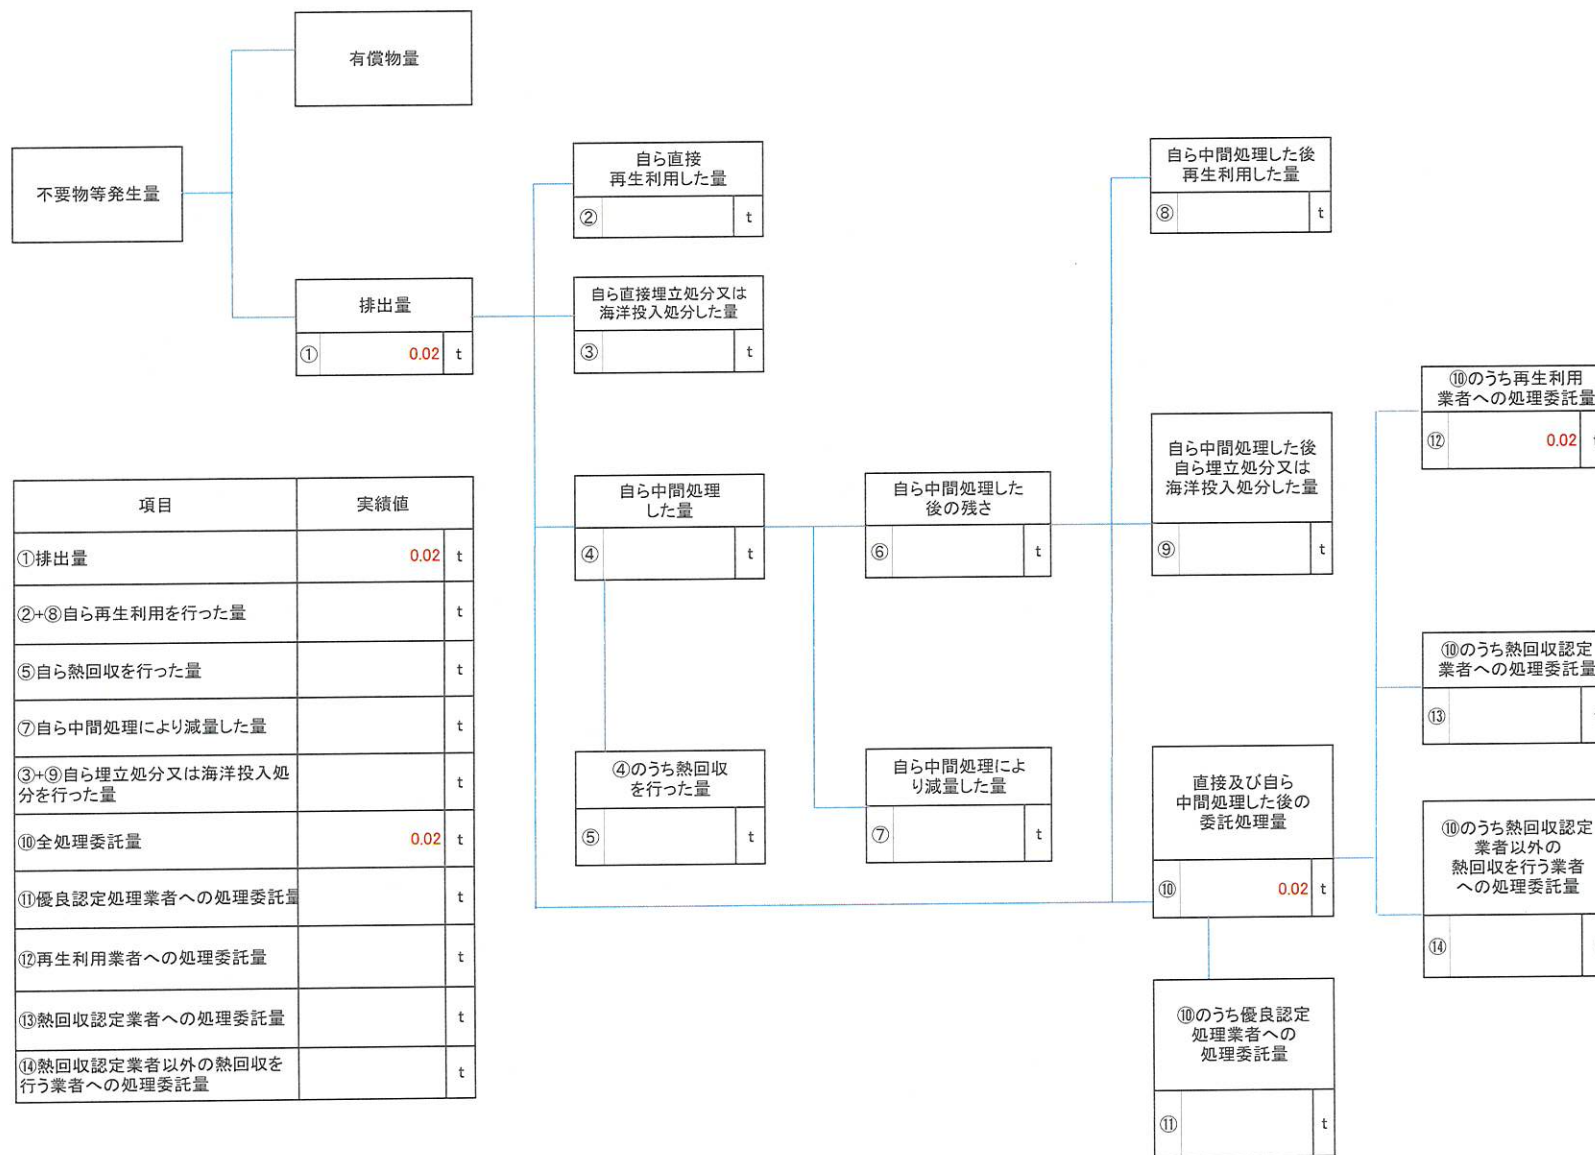 有償物量
不要物等発生量
排出量
① 0.02 t
自ら直接
再生利用した量
② t
自ら直接埋立処分又は
海洋投入処分した量
③ t
自ら中間処理
した量
④ t
④のうち熱回収
を行った量
⑤ t
自ら中間処理した
後の残さ
⑥ t
自ら中間処理によ
り減量した量
⑦ t
自ら中間処理した後
再生利用した量
⑧ t
自ら中間処理した後
自ら埋立処分又は
海洋投入処分した量
⑨ t
直接及び自ら
中間処理した後の
委託処理量
⑩ 0.02 t
⑩のうち優良認定
処理業者への
処理委託量
⑪ t
⑩のうち再生利用
業者への処理委託量
⑫ 0.02
⑩のうち熱回収認定
業者への処理委託量
⑬
⑩のうち熱回収認定
業者以外の
熱回収を行う業者
への処理委託量
⑭
項目 実績値
①排出量 0.02 t
②+⑧自ら再生利用を行った量 t
⑤自ら熱回収を行った量 t
⑦自ら中間処理により減量した量 t
③+⑨自ら埋立処分又は海洋投入処
分を行った量 t
⑩全処理委託量 0.02 t
⑪優良認定処理業者への処理委託量 t
⑫再生利用業者への処理委託量 t
⑬熱回収認定業者への処理委託量 t
⑭熱回収認定業者以外の熱回収を
行う業者への処理委託量 t